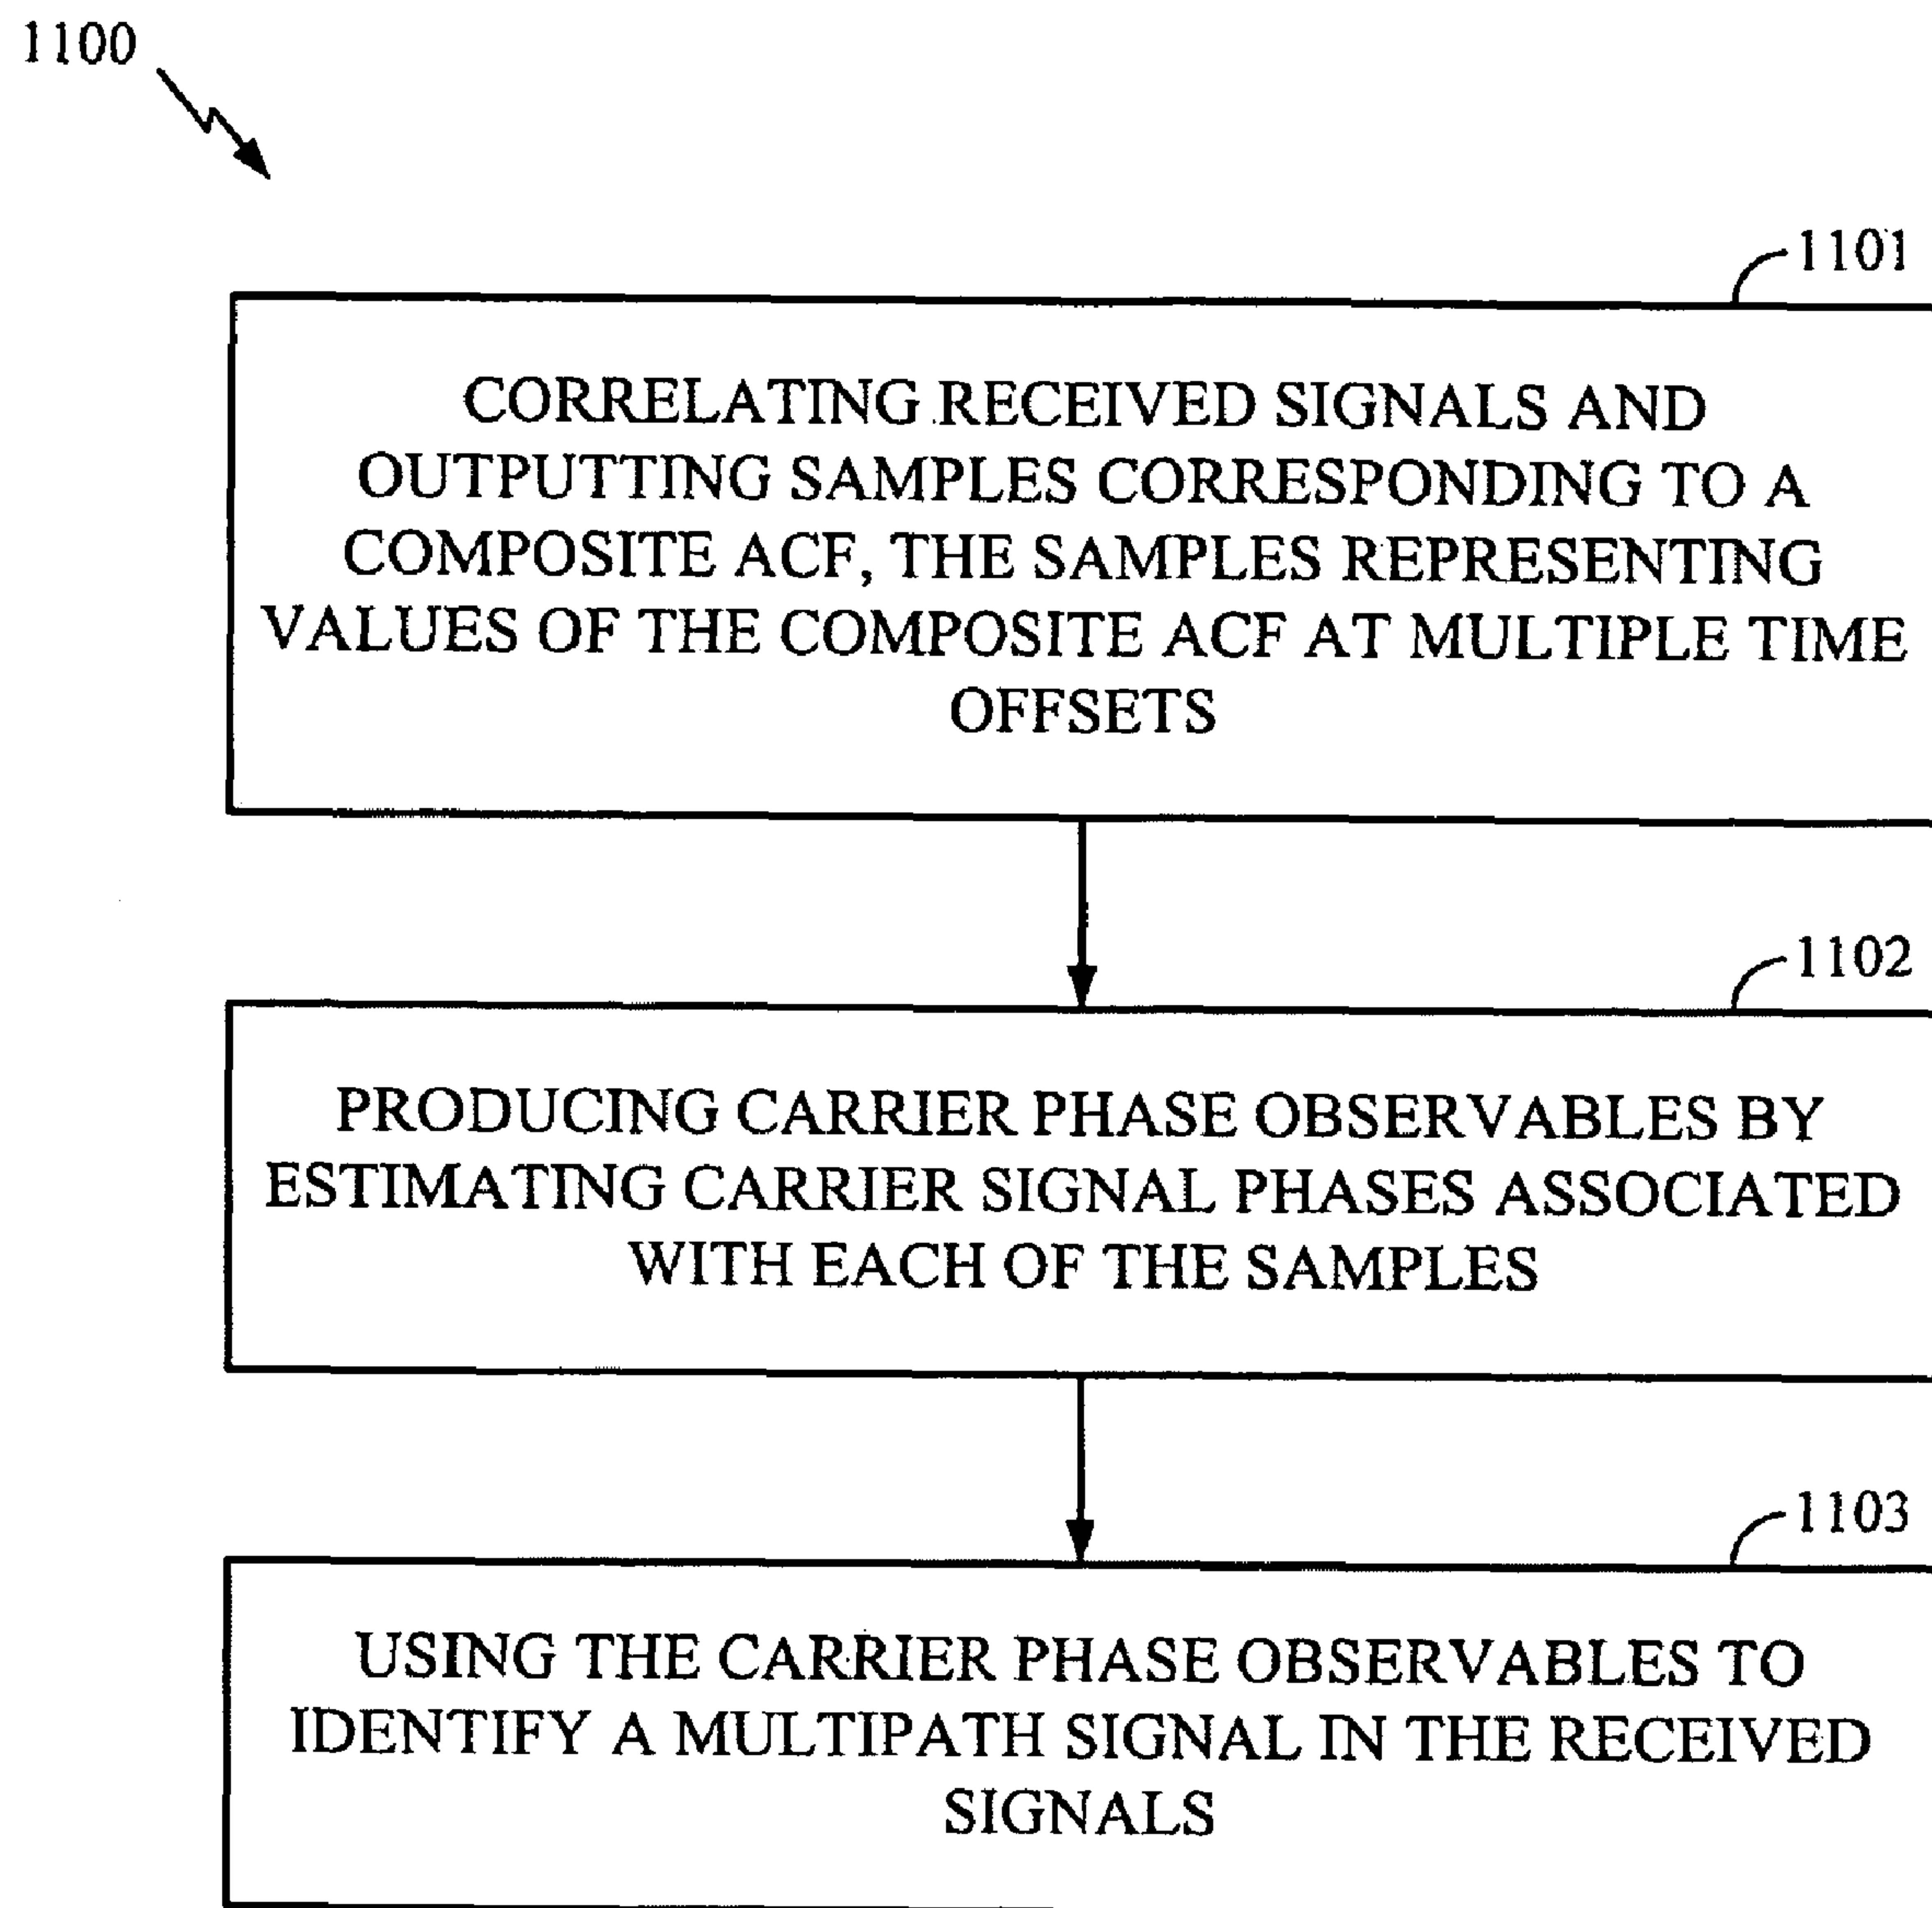 1100
1101
CORRELATING RECEIVED SIGNALS AND
OUTPUTTING SAMPLES CORRESPONDING TO A
COMPOSITE ACF, THE SAMPLES REPRESENTING
VALUES OF THE COMPOSITE ACF AT MULTIPLE TIME
OFFSETS
1102
PRODUCING CARRIER PHASE OBSERVABLES BY
ESTIMATING CARRIER SIGNAL PHASES ASSOCIATED
WITH EACH OF THE SAMPLES
1103
USING THE CARRIER PHASE OBSERVABLES TO
IDENTIFY A MULTIPATH SIGNAL IN THE RECEIVED
SIGNALS